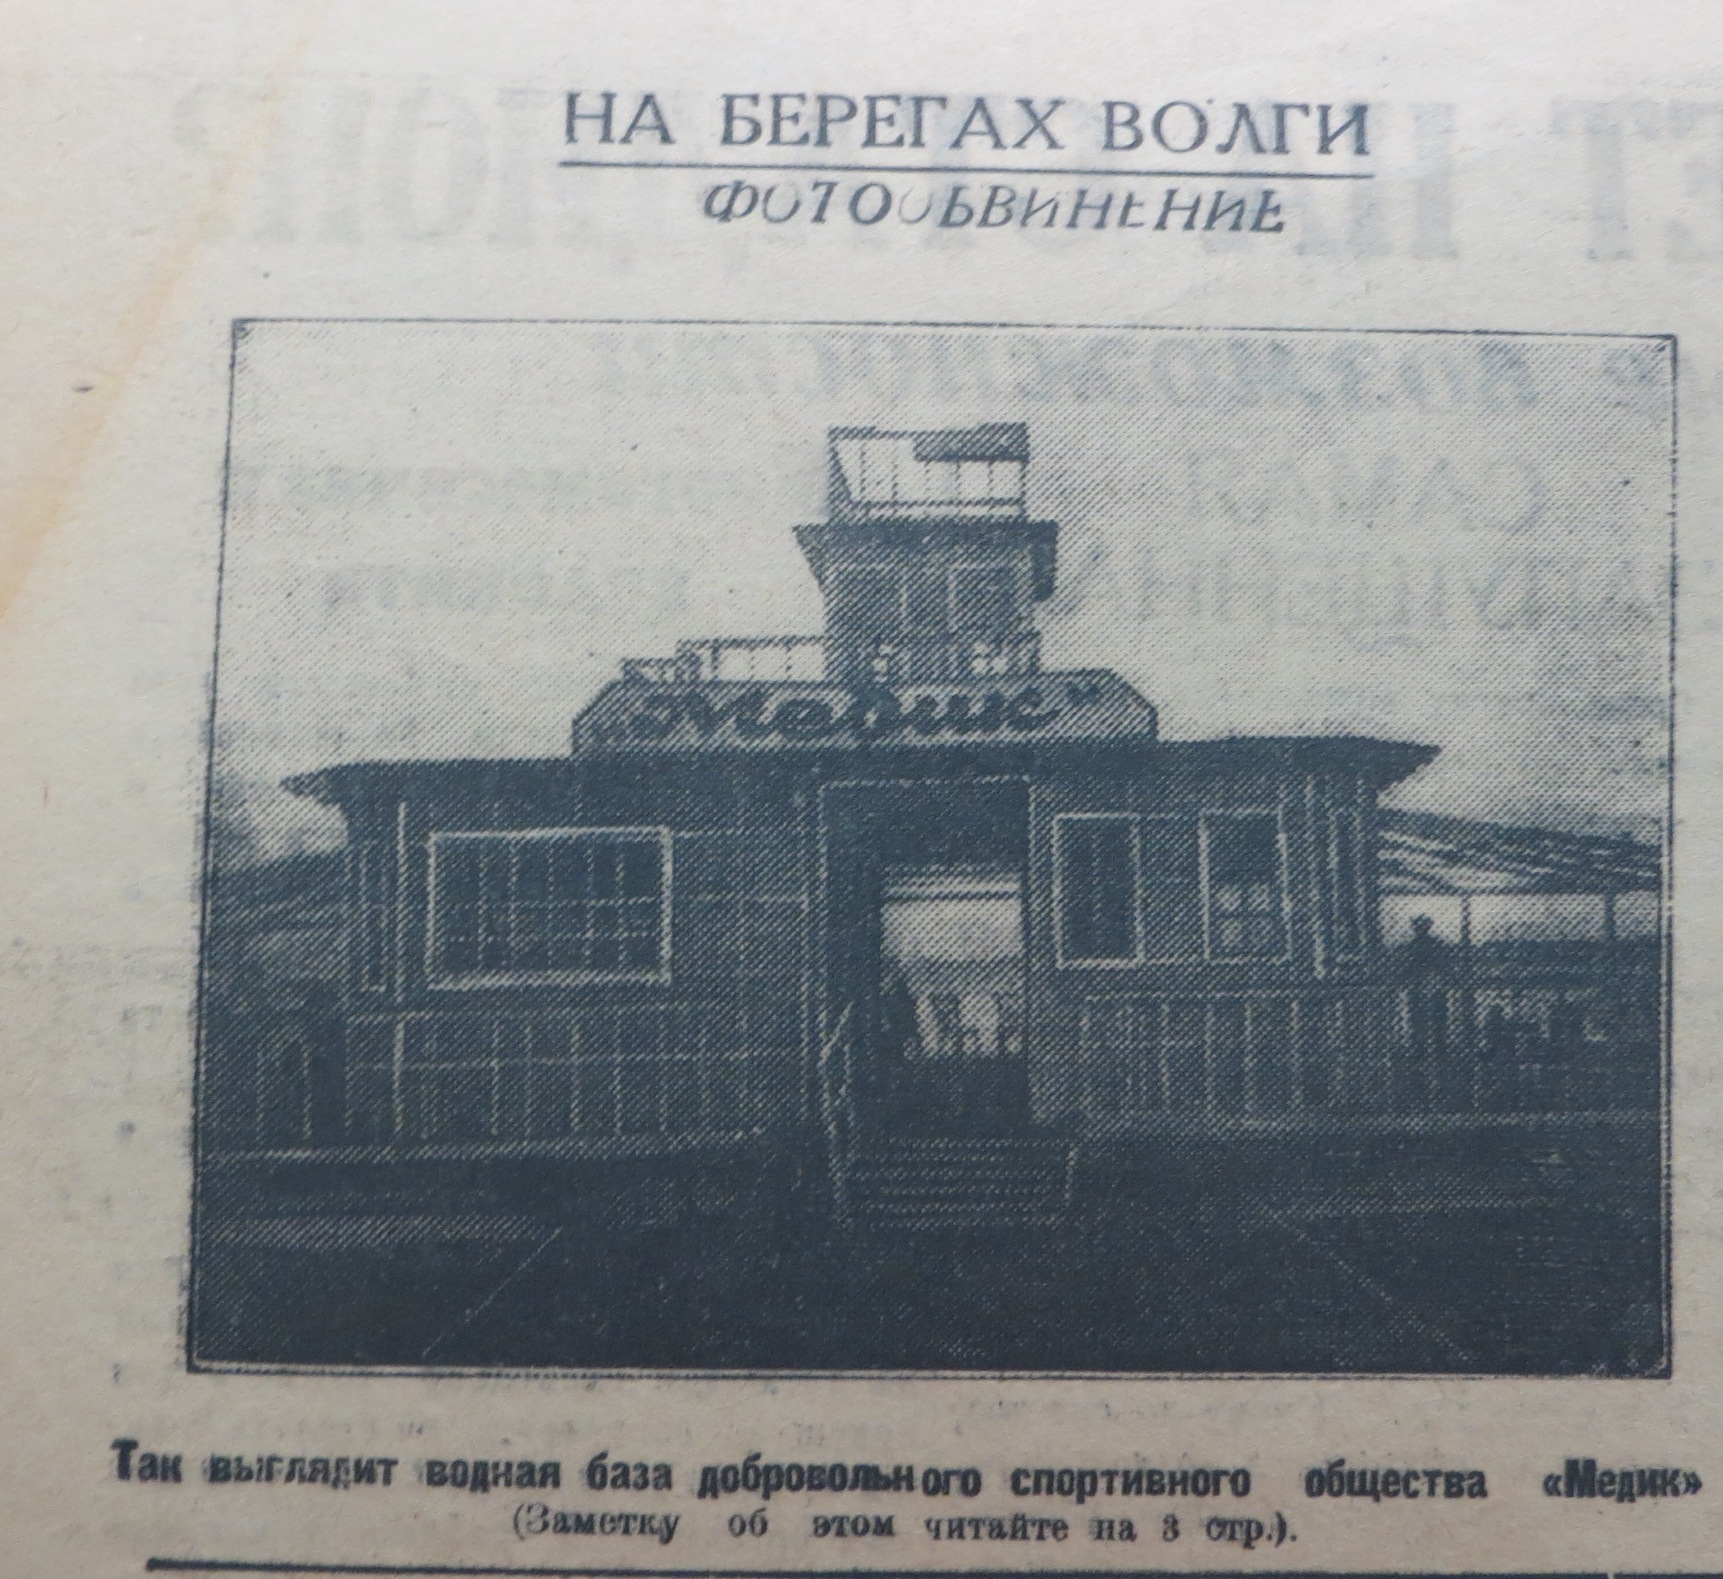 НА БЕРЕГАХ ВОЛГИ
ФОТООБВИНЕНИЕ
„Медик"
Так выглядит водная база добровольного спортивного общества «Медик»
(Заметку об этом читайте на 3 стр.).